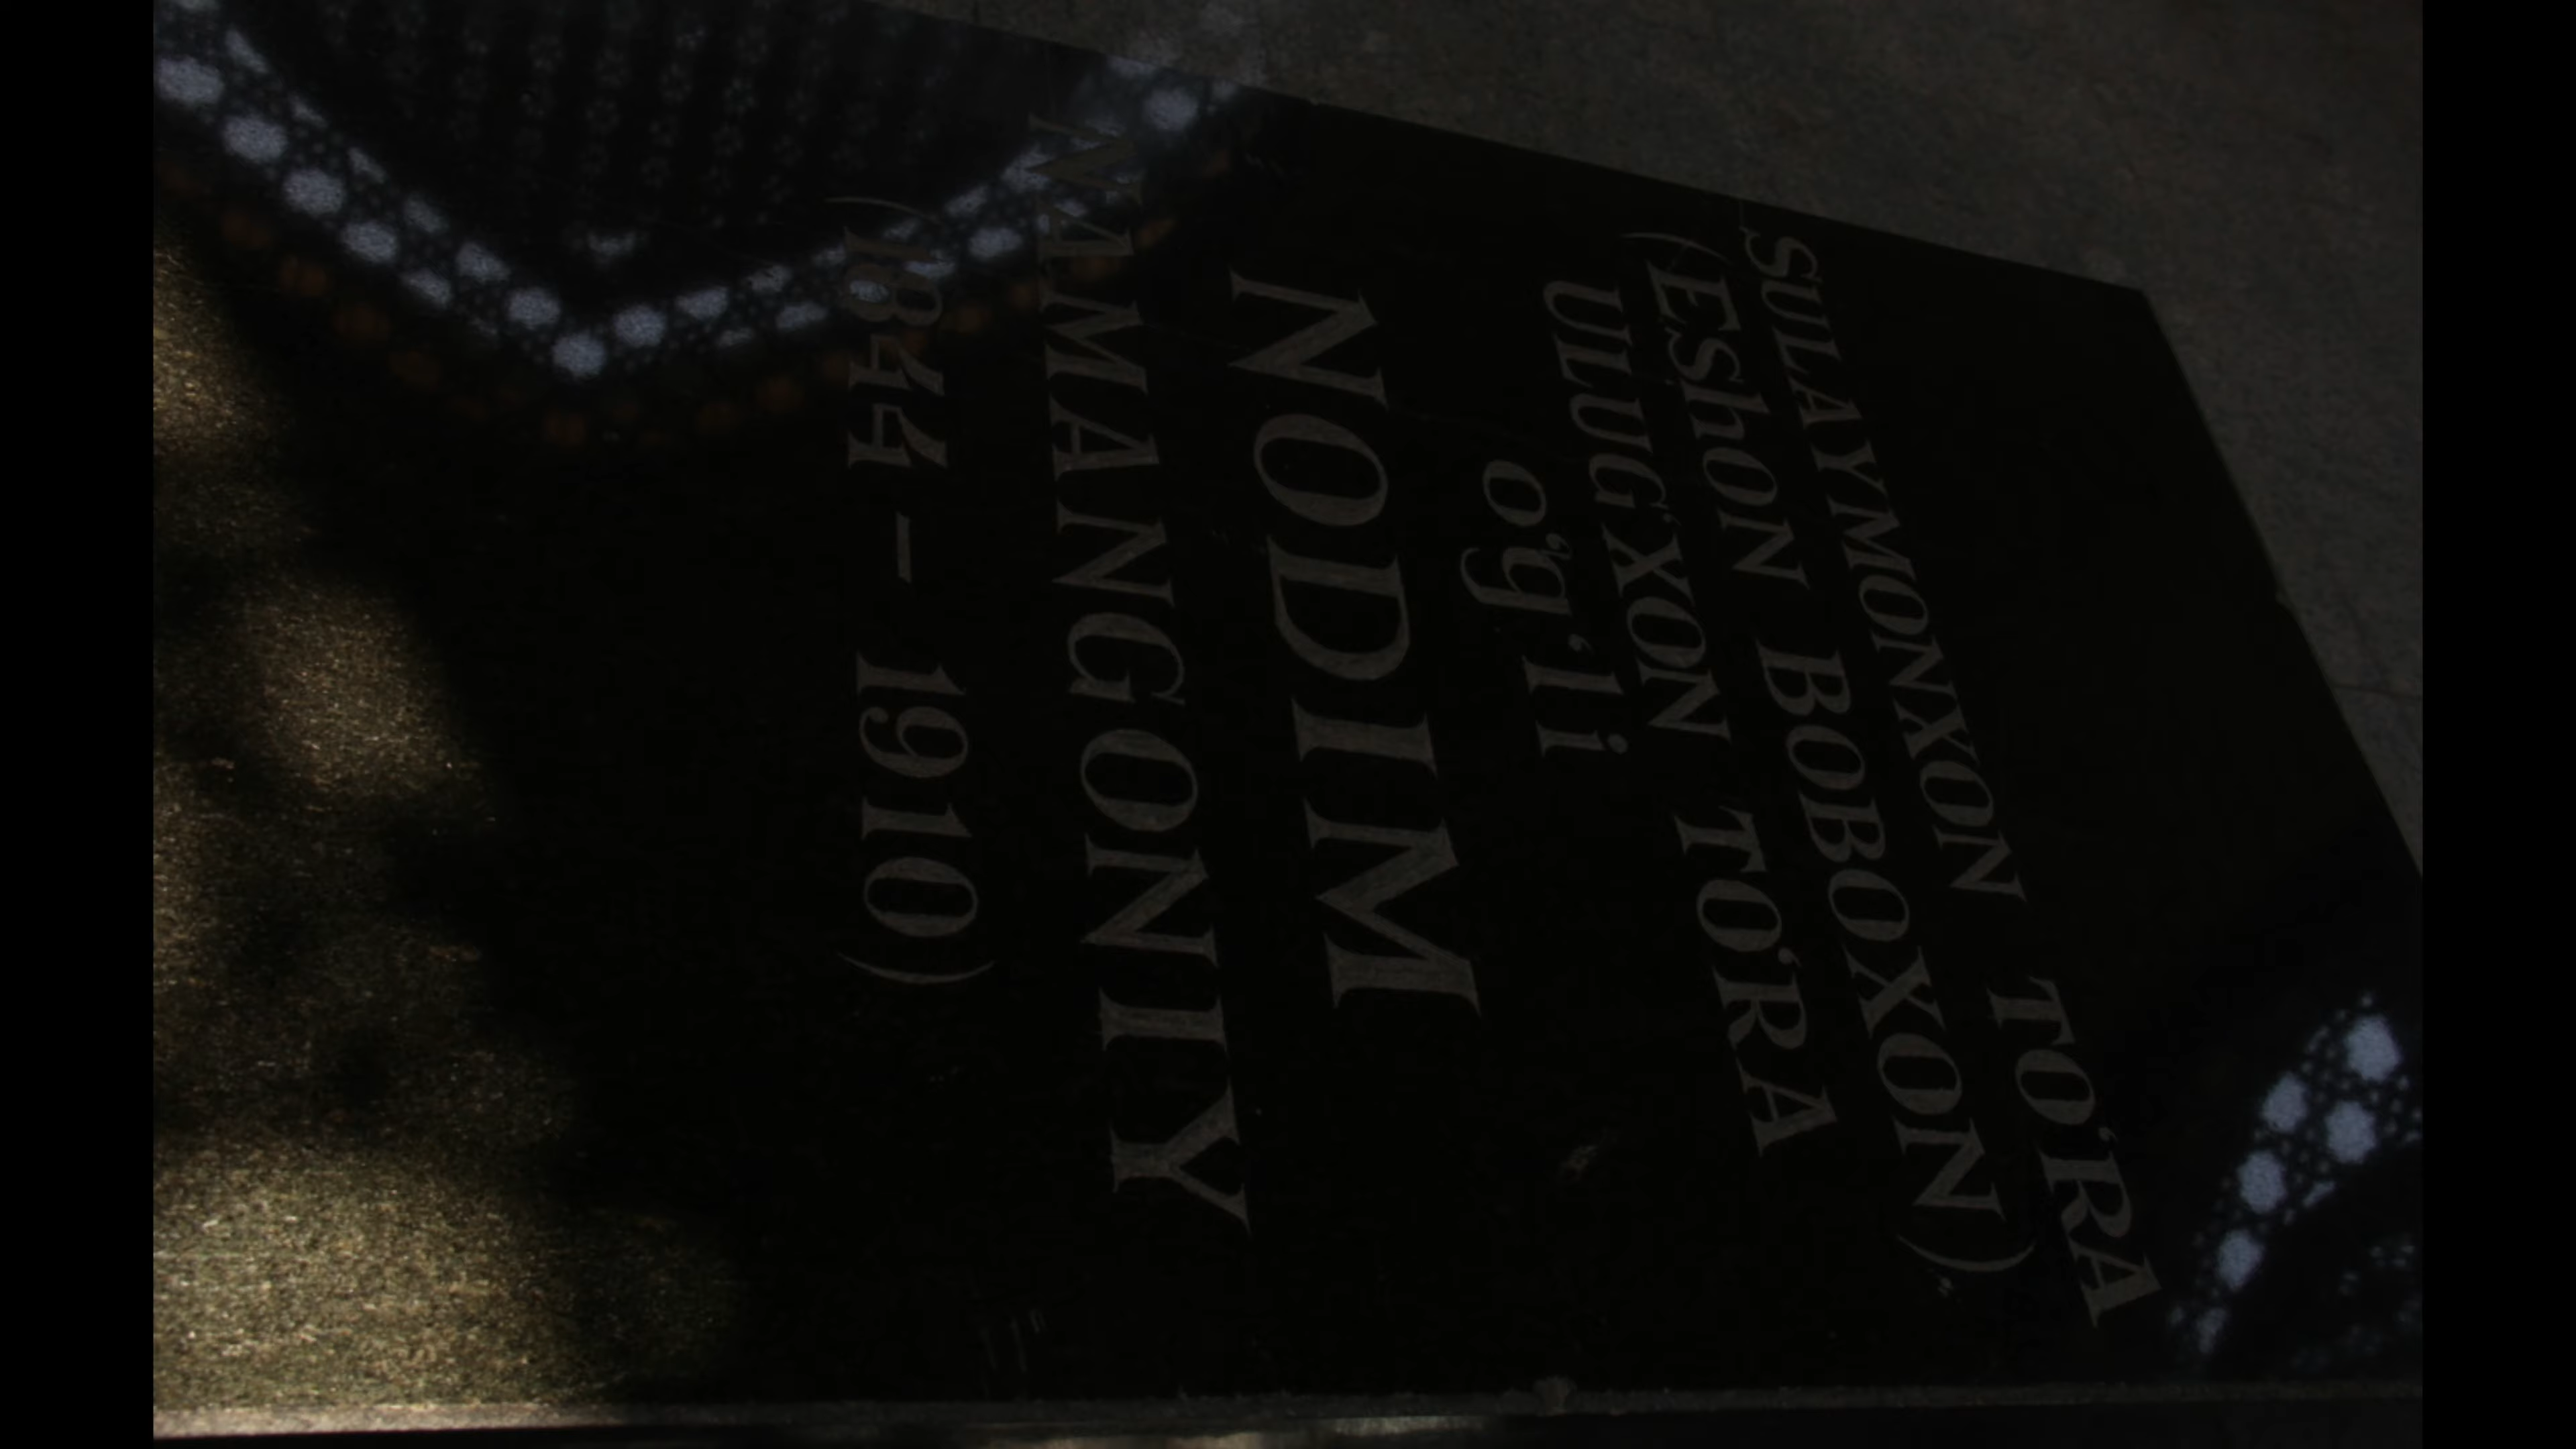 SULAYMONXON TO'RA
(EShON BOBOXON)
ULUG'XON TO'RA
o'g'li
NODIM
NAMANGONIY
(1844 – 1910)